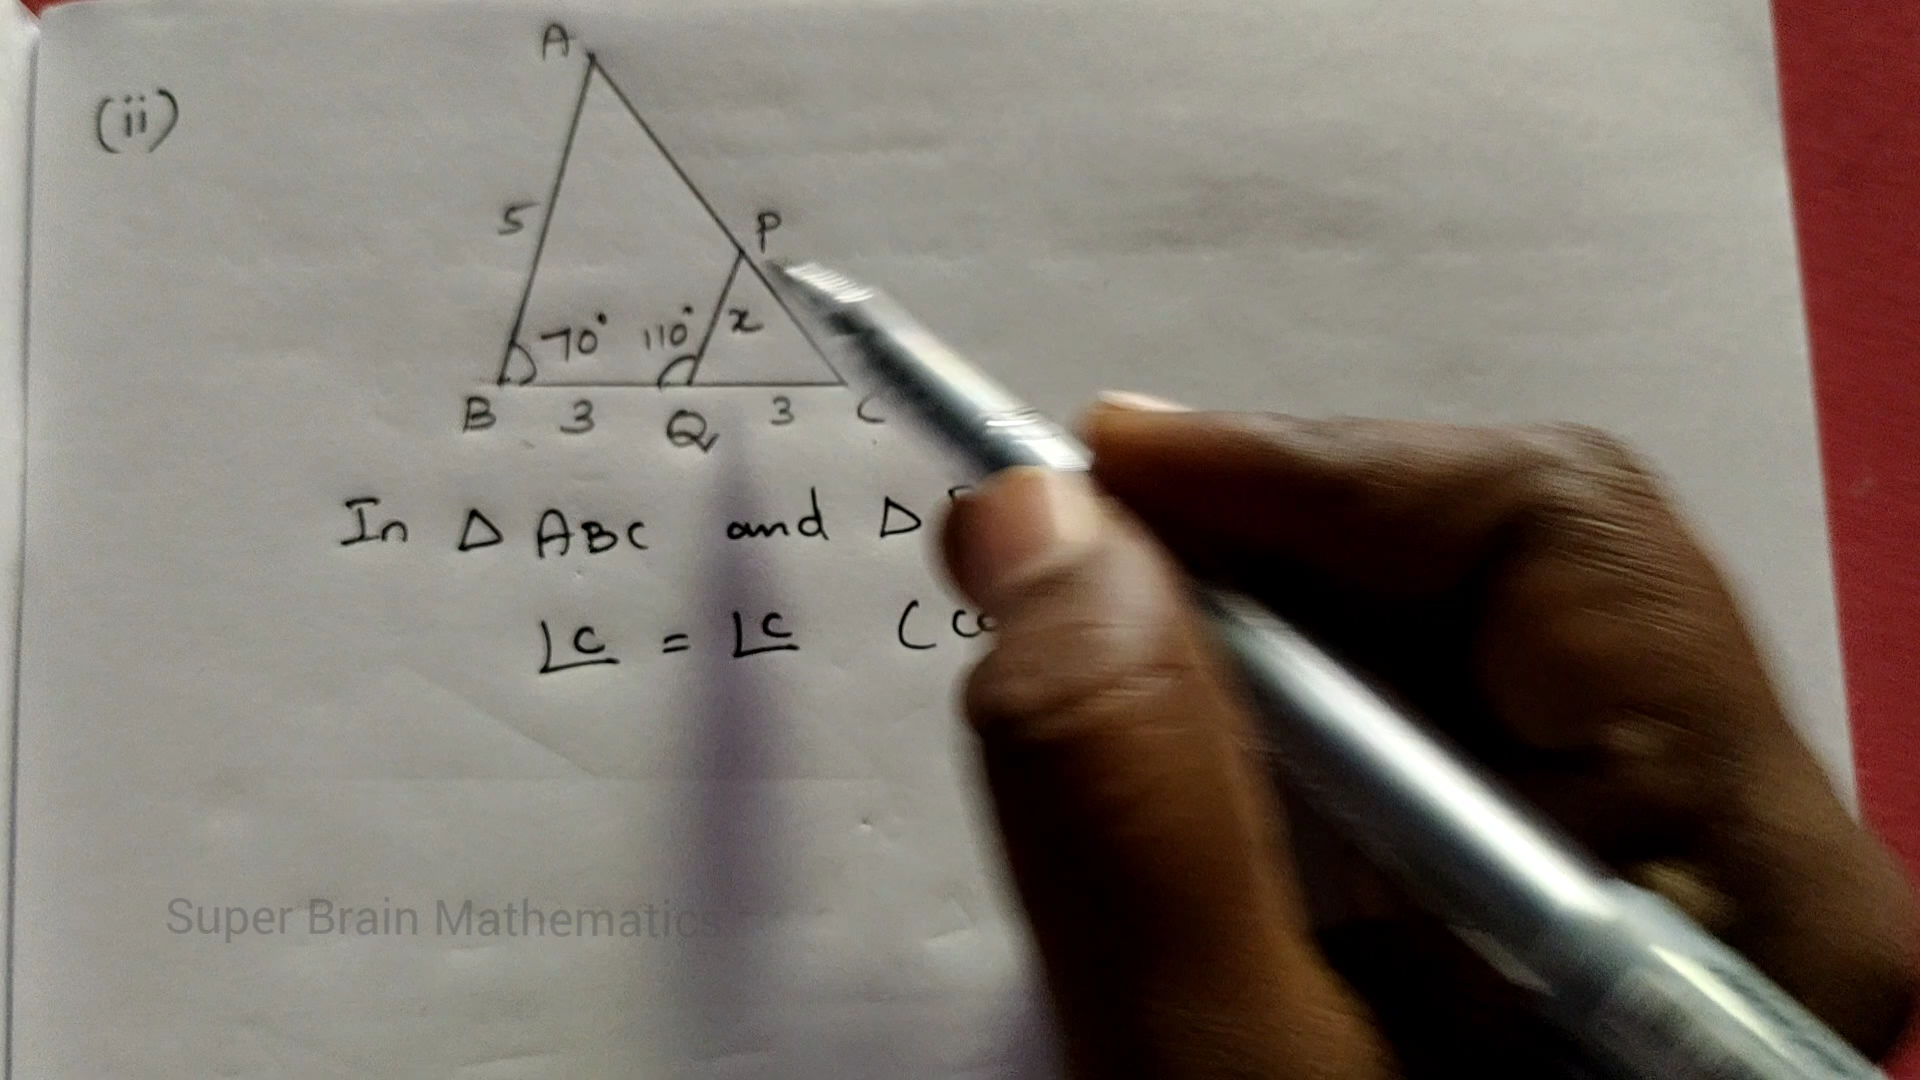 (ii)
A
5
P
70° 110° x
B 3 Q 3 C
In Δ ABC and Δ
∠C = ∠C (
Super Brain Mathematics